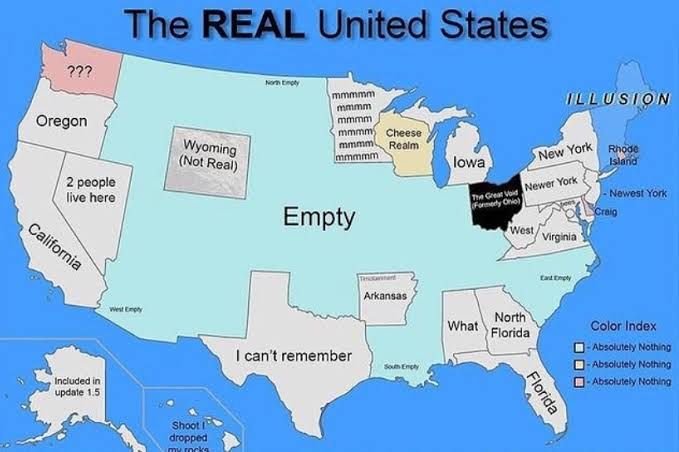 The REAL United States
???
North Empty
mmmmm
mmmm
mmmm
mmmm
mmmm
mmmmm
Cheese
Realm
ILLUSION
Oregon
Wyoming
(Not Real)
Iowa
New York
Rhode
Island
2 people
live here
The Great Void
(Formerly Ohio)
Newer York
- Newest York
bees
Craig
Empty
West
Virginia
California
East Empty
West Empty
Arkansas
What
North
Florida
Color Index
- Absolutely Nothing
- Absolutely Nothing
- Absolutely Nothing
I can't remember
South Empty
Florida
Included in
update 1.5
Shoot I
dropped
my rocks